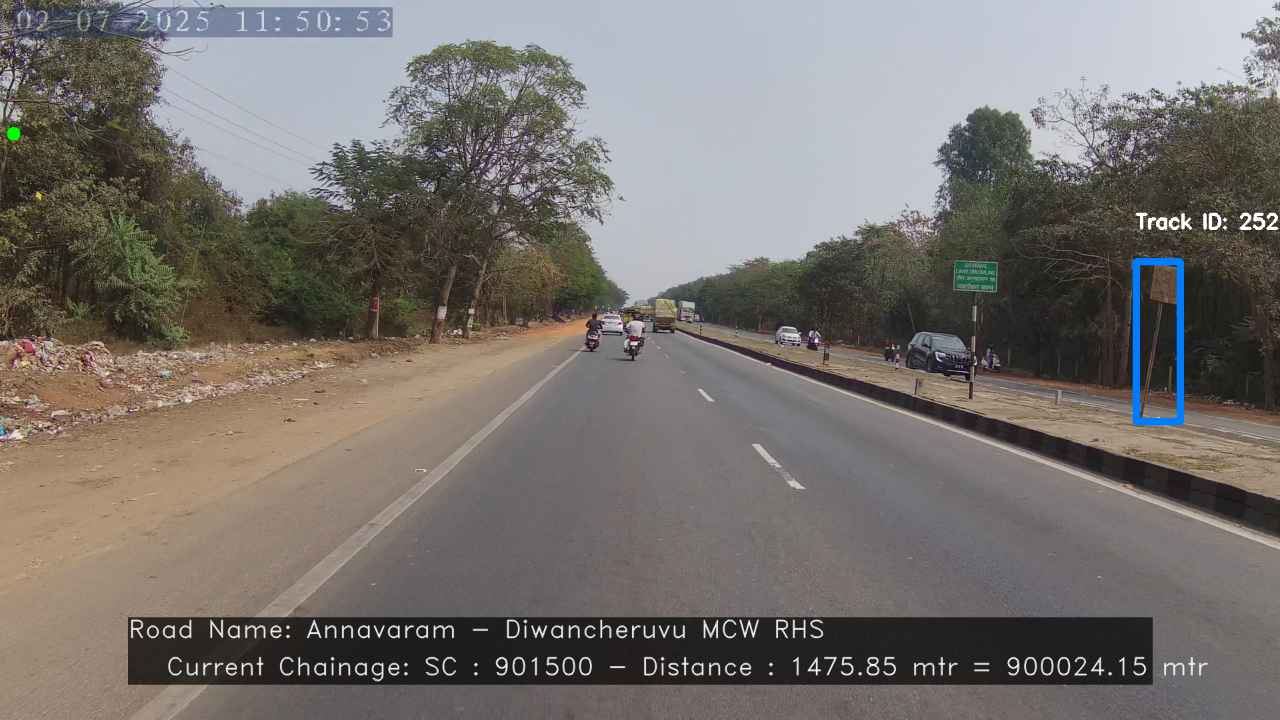 02-07-2025 11:50:53
Track ID: 252
Road Name: Annavaram - Diwancheruvu MCW RHS
Current Chainage: SC : 901500 - Distance : 1475.85 mtr = 900024.15 mtr